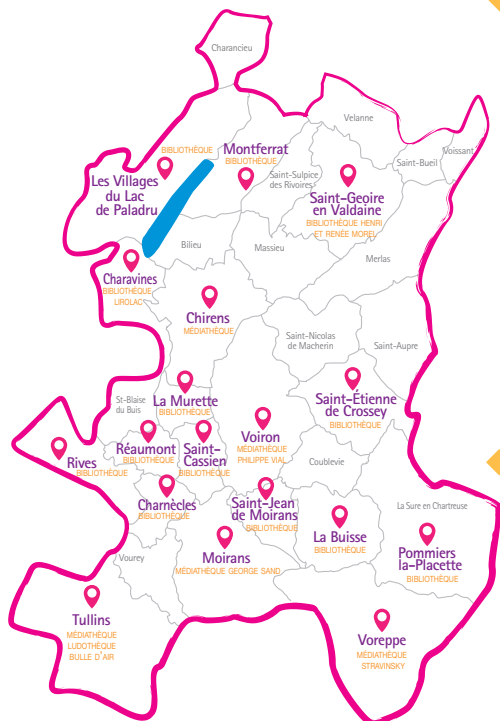 Charancieu
Velanne
Voissant
BIBLIOTHÈQUE
Montferrat
BIBLIOTHÈQUE
Saint-Bueil
Les Villages
du Lac
de Paladru
Saint-Sulpice
des Rivoires
Saint-Geoire
en Valdaine
BIBLIOTHÈQUE HENRI
ET RENÉE MOREL
Bilieu
Massieu
Merlas
Charavines
BIBLIOTHÈQUE
LIROLAC
Chirens
MÉDIATHÈQUE
Saint-Nicolas
de Macherin
Saint-Aupre
St-Blaise
du Buis
La Murette
BIBLIOTHÈQUE
Saint-Étienne
de Crossey
BIBLIOTHÈQUE
Voiron
MÉDIATHÈQUE
PHILIPPE VIAL
Réaumont
BIBLIOTHÈQUE
Saint-
Cassien
BIBLIOTHÈQUE
Rives
BIBLIOTHÈQUE
Coublevie
Charnècles
BIBLIOTHÈQUE
Saint-Jean
de Moirans
BIBLIOTHÈQUE
La Sure en Chartreuse
La Buisse
BIBLIOTHÈQUE
Pommiers
la-Placette
BIBLIOTHÈQUE
Vourey
Moirans
MÉDIATHÈQUE GEORGE SAND
Tullins
MÉDIATHÈQUE
LUDOTHÈQUE
BULLE D'AIR
Voreppe
MÉDIATHÈQUE
STRAVINSKY